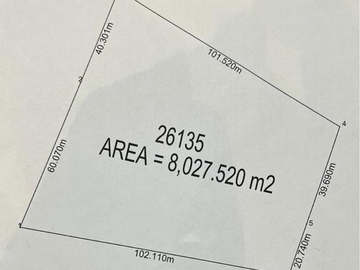 40.301m
101.520m
2
4
26135
AREA = 8,027.520 m2
60.070m
39.690m
1
5
102.110m
20.740m